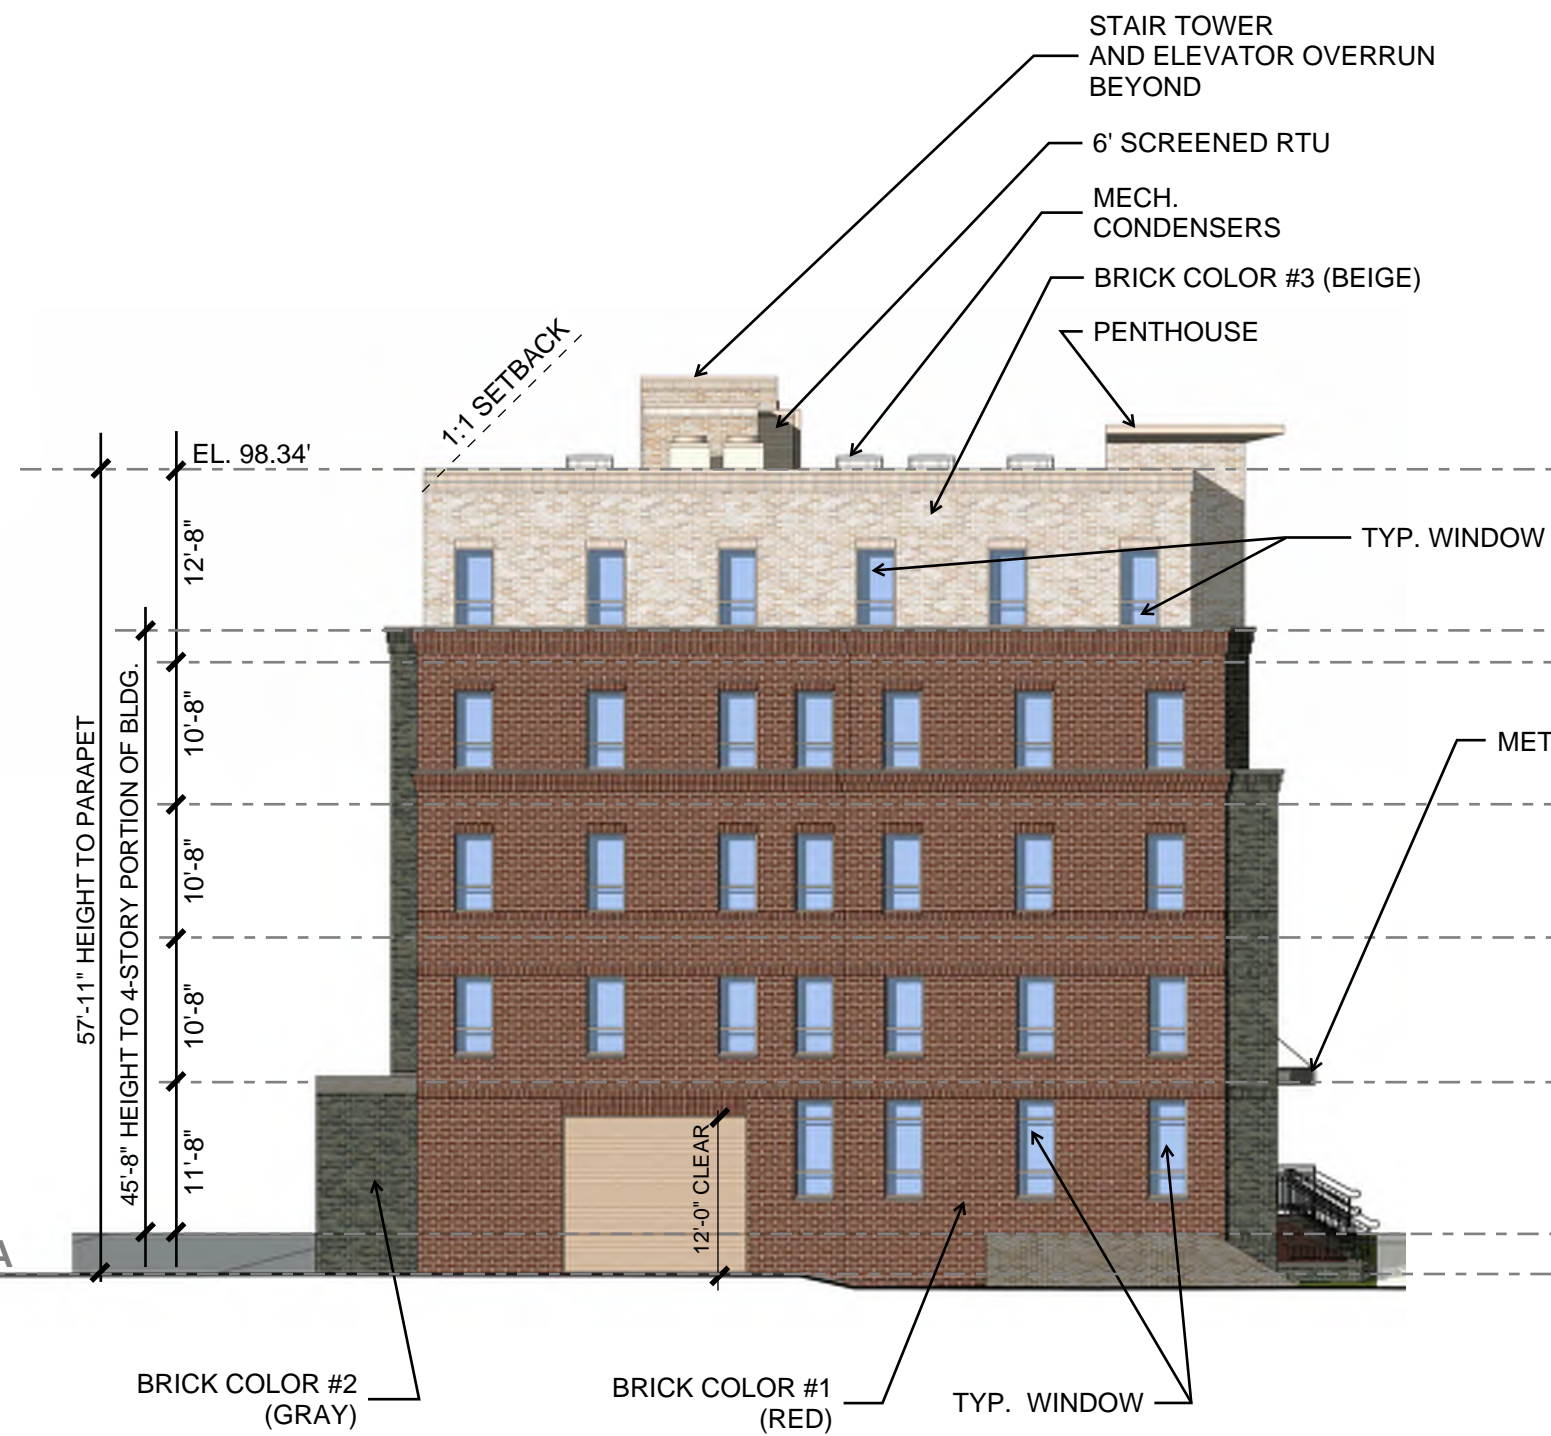 STAIR TOWER
AND ELEVATOR OVERRUN
BEYOND
6' SCREENED RTU
MECH.
CONDENSERS
BRICK COLOR #3 (BEIGE)
PENTHOUSE
1:1 SETBACK
EL. 98.34'
TYP. WINDOW
MET
12'-8"
10'-8"
10'-8"
10'-8"
11'-8"
57'-11" HEIGHT TO PARAPET
45'-8" HEIGHT TO 4-STORY PORTION OF BLDG.
12'-0" CLEAR
A
BRICK COLOR #2
(GRAY)
BRICK COLOR #1
(RED)
TYP. WINDOW